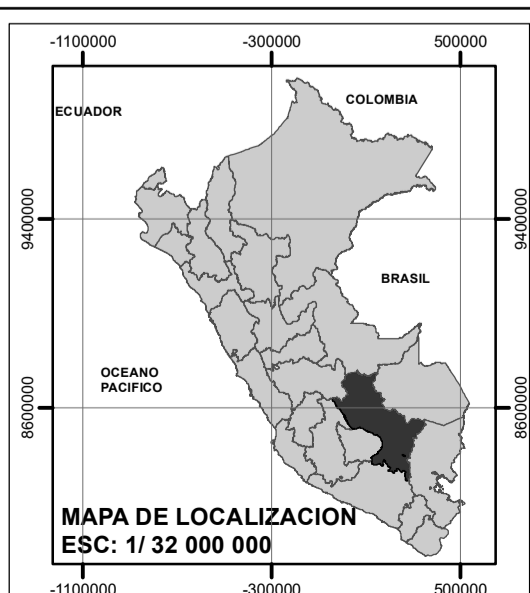 -1100000 -300000 500000
COLOMBIA
ECUADOR
9400000 9400000
BRASIL
OCEANO
PACIFICO
8600000 8600000
MAPA DE LOCALIZACION
ESC: 1/ 32 000 000
-1100000 -300000 500000